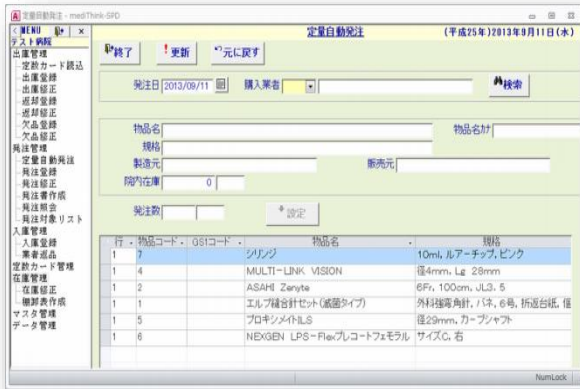 定量自動発注 - mediThink-SPD
< MENU ×
テスト病院
出庫管理
定数カード読込
出庫登録
出庫修正
返却登録
返却修正
欠品登録
欠品修正
発注管理
定量自動発注
発注登録
発注修正
発注書作成
発注照会
発注対象リスト
入庫管理
入庫登録
業者返品
定数カード管理
在庫管理
在庫修正
棚卸表作成
マスタ管理
データ管理
定量自動発注 (平成25年)2013年9月11日(水)
終了 !更新 元に戻す
発注日 2013/09/11 購入業者 検索
物品名 物品名ｶﾅ
規格
製造元 販売元
院内在庫 0
発注数 設定
行 物品コード GS1コード 物品名 規格
1 7 シリンジ 10ml, ルアーチップ, ピンク
1 4 MULTI-LINK VISION 径4mm, Lg 28mm
1 2 ASAHI Zenyte 6Fr, 100cm, JL3. 5
1 1 エルプ縫合針セット(滅菌タイプ) 外科強弯角針, バネ, 6号, 折返台紙, 個
1 5 プロキシメイトILS 径29mm, カーブシャフト
1 6 NEXGEN LPS-Flexプレコートフェモラル サイズC, 右
NumLock